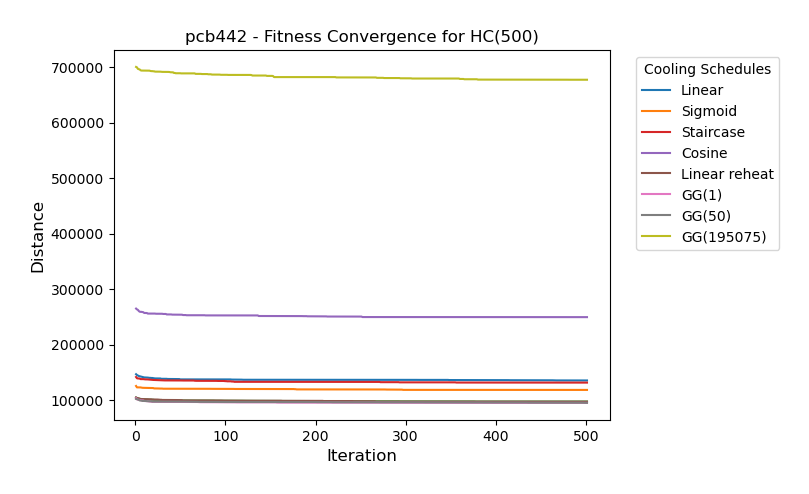 pcb442 - Fitness Convergence for HC(500)
700000
600000
500000
400000
300000
200000
100000
Distance
0
100
200
300
400
500
Iteration
Cooling Schedules
Linear
Sigmoid
Staircase
Cosine
Linear reheat
GG(1)
GG(50)
GG(195075)